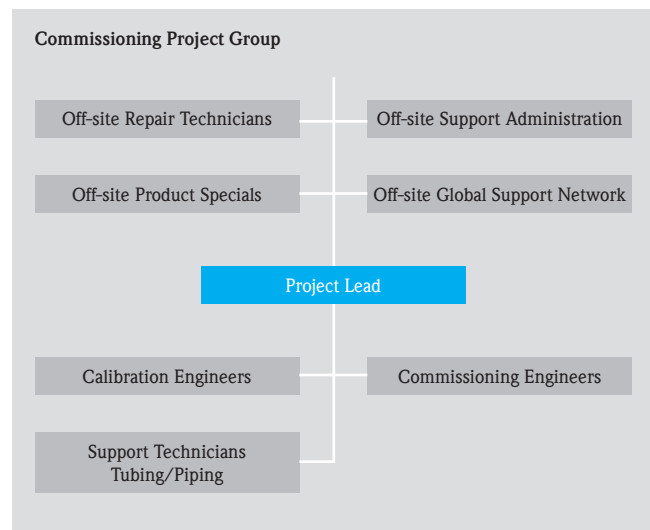 Commissioning Project Group
Off-site Repair Technicians
Off-site Support Administration
Off-site Product Specials
Off-site Global Support Network
Project Lead
Calibration Engineers
Commissioning Engineers
Support Technicians
Tubing/Piping